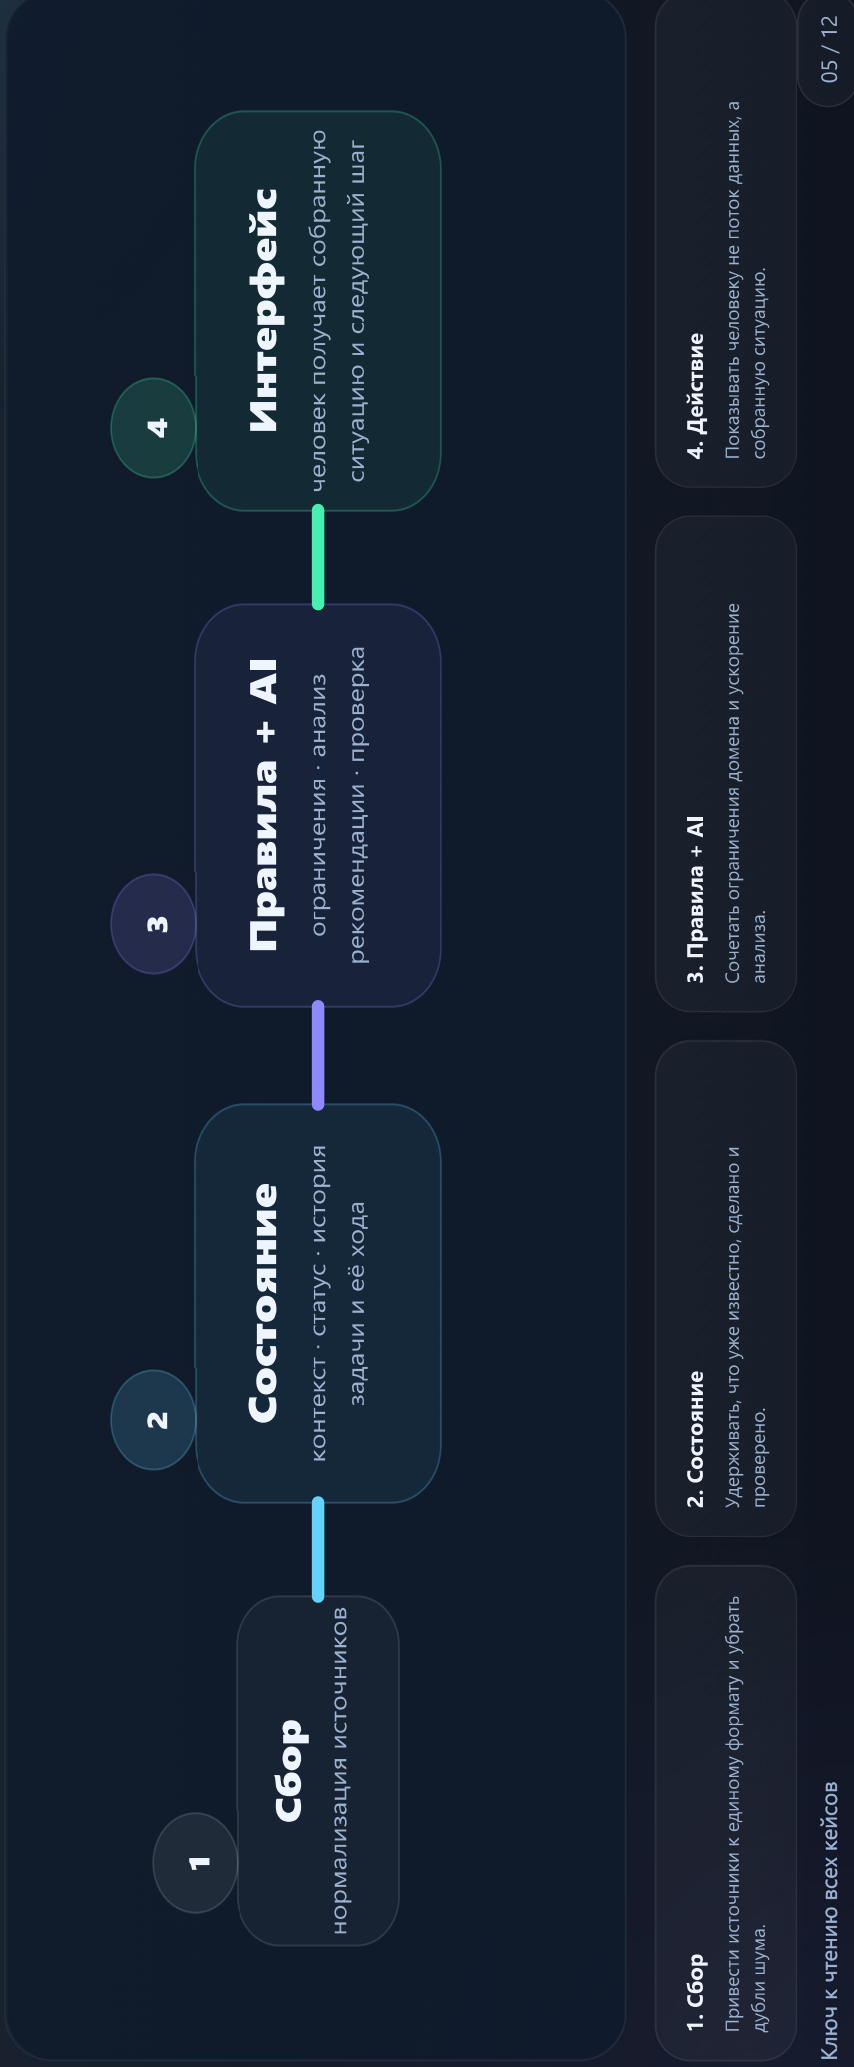 1
Сбор
нормализация источников
2
Состояние
контекст · статус · история
задачи и её хода
3
Правила + AI
ограничения · анализ
рекомендации · проверка
4
Интерфейс
человек получает собранную
ситуацию и следующий шаг
1. Сбор
Привести источники к единому формату и убрать
дубли шума.
2. Состояние
Удерживать, что уже известно, сделано и
проверено.
3. Правила + AI
Сочетать ограничения домена и ускорение
анализа.
4. Действие
Показывать человеку не поток данных, а
собранную ситуацию.
Ключ к чтению всех кейсов
05 / 12